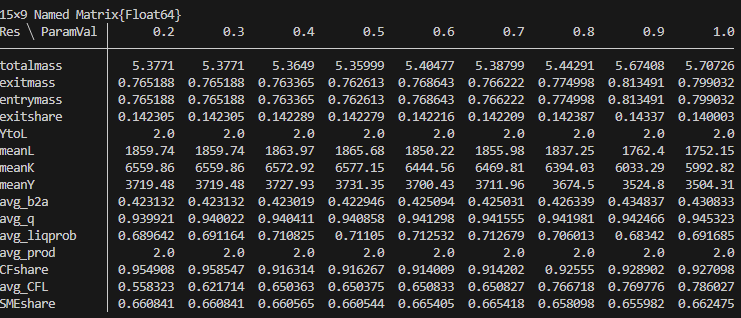 15×9 Named Matrix{Float64}
Res ╲ ParamVal │ 0.2 0.3 0.4 0.5 0.6 0.7 0.8 0.9 1.0
totalmass │ 5.3771 5.3771 5.3649 5.35999 5.40477 5.38799 5.44291 5.67408 5.70726
exitmass │ 0.765188 0.765188 0.763365 0.762613 0.768643 0.766222 0.774998 0.813491 0.799032
entrymass │ 0.765188 0.765188 0.763365 0.762613 0.768643 0.766222 0.774998 0.813491 0.799032
exitshare │ 0.142305 0.142305 0.142289 0.142279 0.142216 0.142209 0.142387 0.14337 0.140003
YtoL │ 2.0 2.0 2.0 2.0 2.0 2.0 2.0 2.0 2.0
meanL │ 1859.74 1859.74 1863.97 1865.68 1850.22 1855.98 1837.25 1762.4 1752.15
meanK │ 6559.86 6559.86 6572.92 6577.15 6444.56 6469.81 6394.03 6033.29 5992.82
meanY │ 3719.48 3719.48 3727.93 3731.35 3700.43 3711.96 3674.5 3524.8 3504.31
avg_b2a │ 0.423132 0.423132 0.423019 0.422946 0.425094 0.425031 0.426339 0.434837 0.430833
avg_q │ 0.939921 0.940022 0.940411 0.940858 0.941298 0.941555 0.941981 0.942466 0.945323
avg_liqprob │ 0.689642 0.691164 0.710825 0.71105 0.712532 0.712679 0.706013 0.68342 0.691685
avg_prod │ 2.0 2.0 2.0 2.0 2.0 2.0 2.0 2.0 2.0
CFshare │ 0.954908 0.958547 0.916314 0.916267 0.914009 0.914202 0.92555 0.928902 0.927098
avg_CFL │ 0.558323 0.621714 0.650363 0.650375 0.650833 0.650827 0.766718 0.769776 0.786027
SMEshare │ 0.660841 0.660841 0.660565 0.660544 0.665405 0.665418 0.658098 0.655982 0.662475